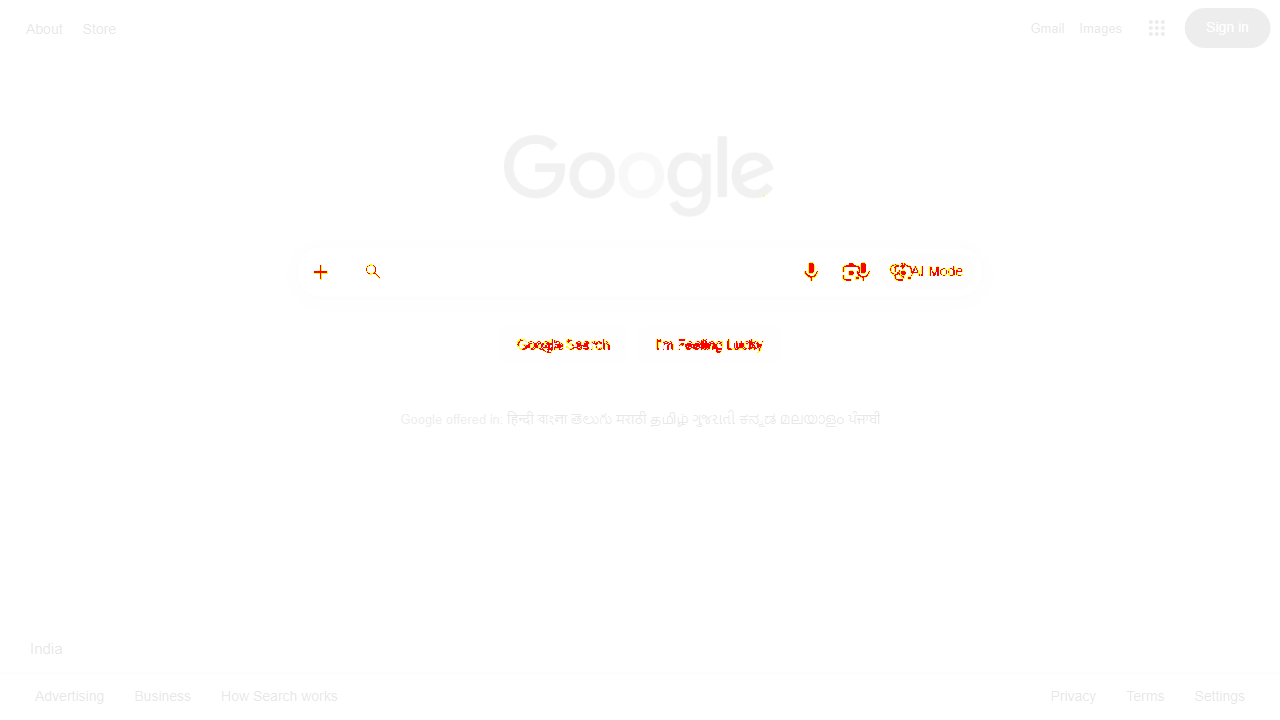 About Store Gmail Images Sign in
Google
AI Mode
Google Search I'm Feeling Lucky
Google offered in: हिन्दी বাংলা తెలుగు मराठी தமிழ் ગુજરાતી ಕನ್ನಡ മലയാളം ਪੰਜਾਬੀ
India
Advertising Business How Search works Privacy Terms Settings